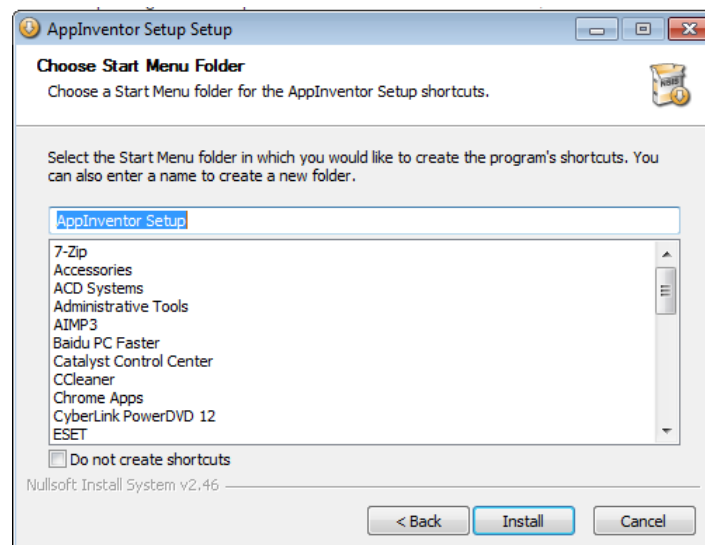 AppInventor Setup Setup
Choose Start Menu Folder
Choose a Start Menu folder for the AppInventor Setup shortcuts.
NSIS
Select the Start Menu folder in which you would like to create the program's shortcuts. You
can also enter a name to create a new folder.
AppInventor Setup
7-Zip
Accessories
ACD Systems
Administrative Tools
AIMP3
Baidu PC Faster
Catalyst Control Center
CCleaner
Chrome Apps
CyberLink PowerDVD 12
ESET
Do not create shortcuts
Nullsoft Install System v2.46
< Back
Install
Cancel